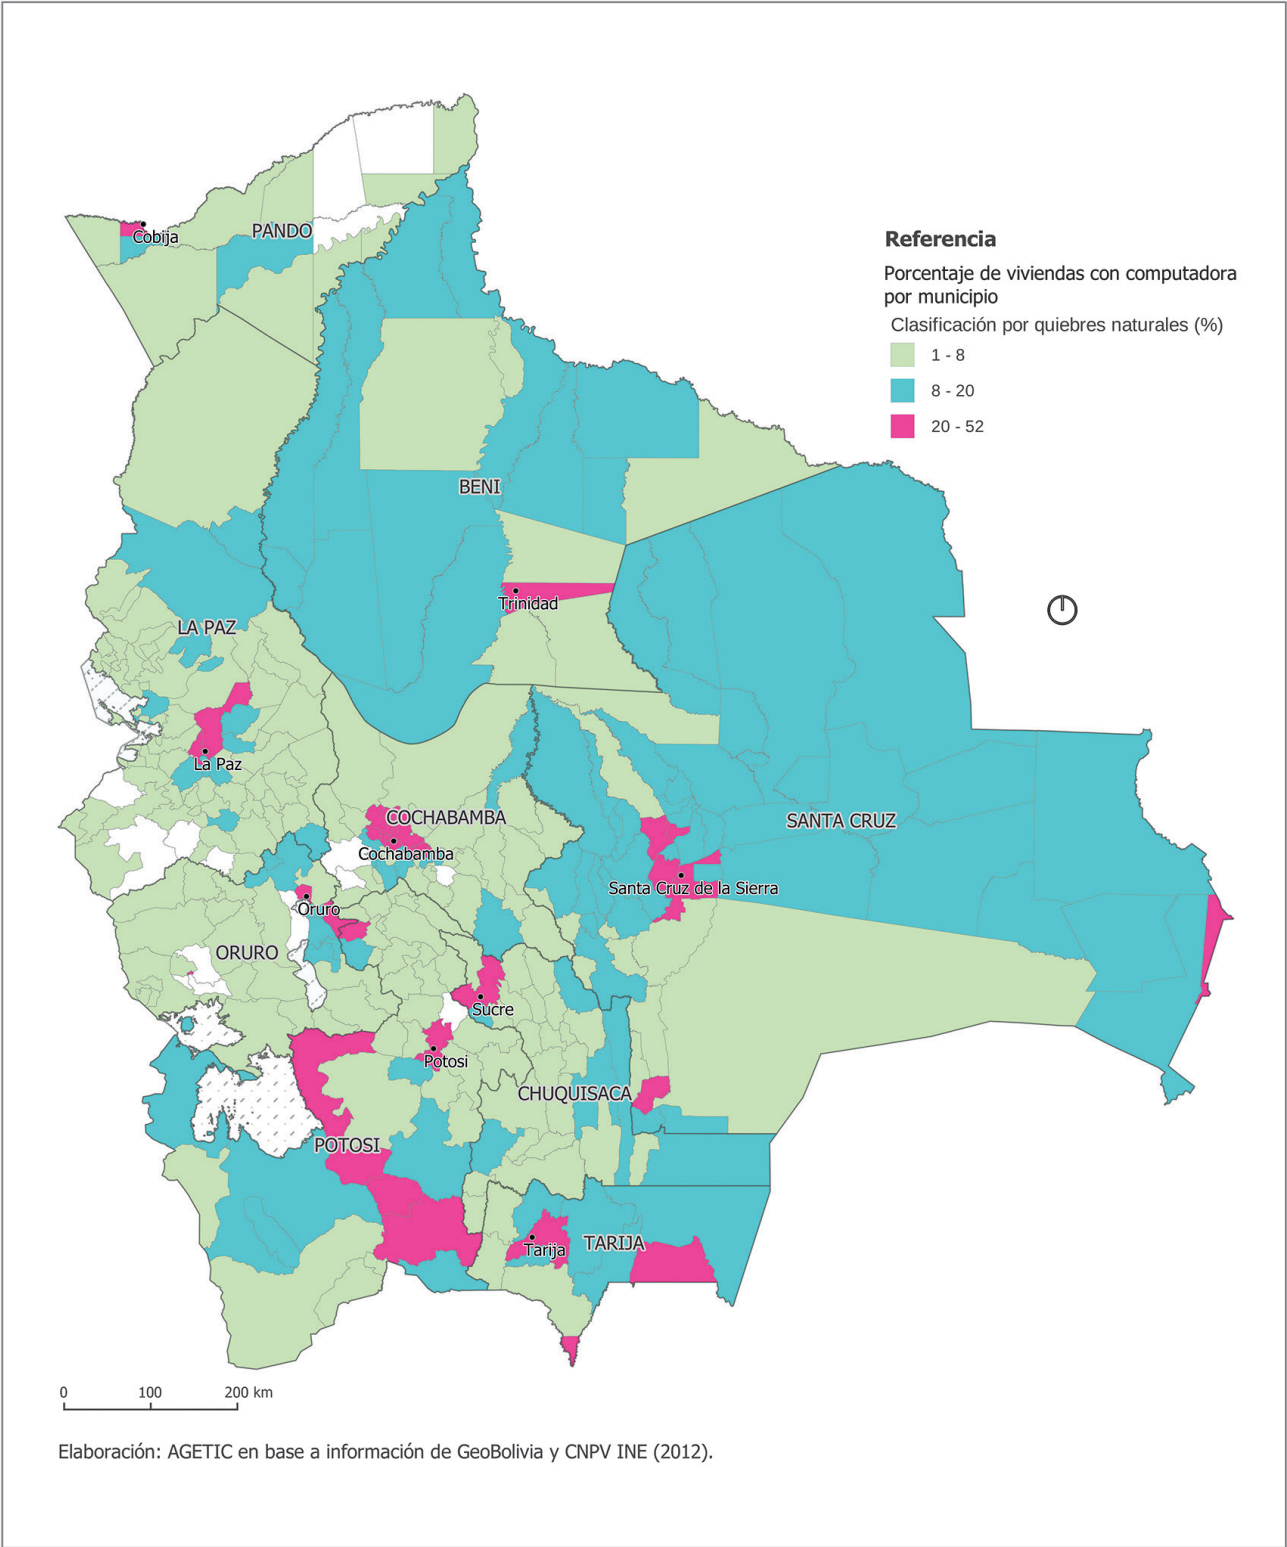 Referencia
Porcentaje de viviendas con computadora
por municipio
Clasificación por quiebres naturales (%)
1 - 8
8 - 20
20 - 52
Cobija
PANDO
BENI
Trinidad
LA PAZ
La Paz
COCHABAMBA
Cochabamba
SANTA CRUZ
Santa Cruz de la Sierra
Oruro
ORURO
Sucre
Potosi
CHUQUISACA
POTOSI
Tarija
TARIJA
0 100 200 km
Elaboración: AGETIC en base a información de GeoBolivia y CNPV INE (2012).